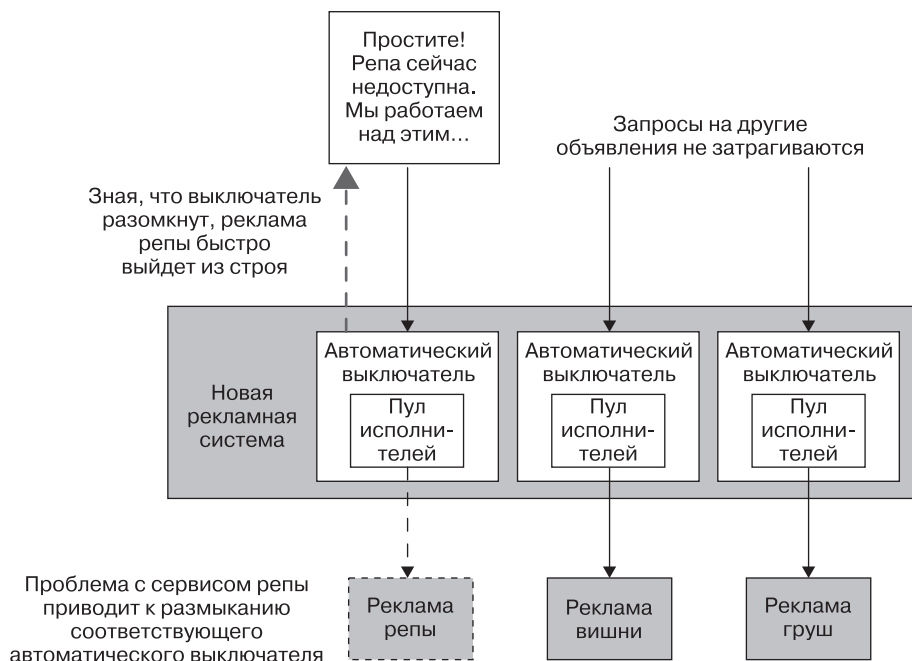 Простите!
Репа сейчас
недоступна.
Мы работаем
над этим…
Запросы на другие
объявления не затрагиваются
Зная, что выключатель
разомкнут, реклама
репы быстро
выйдет из строя
Новая
рекламная
система
Автоматический
выключатель
Пул
исполни-
телей
Автоматический
выключатель
Пул
исполни-
телей
Автоматический
выключатель
Пул
исполни-
телей
Проблема с сервисом репы
приводит к размыканию
соответствующего
автоматического выключателя
Реклама
репы
Реклама
вишни
Реклама
груш